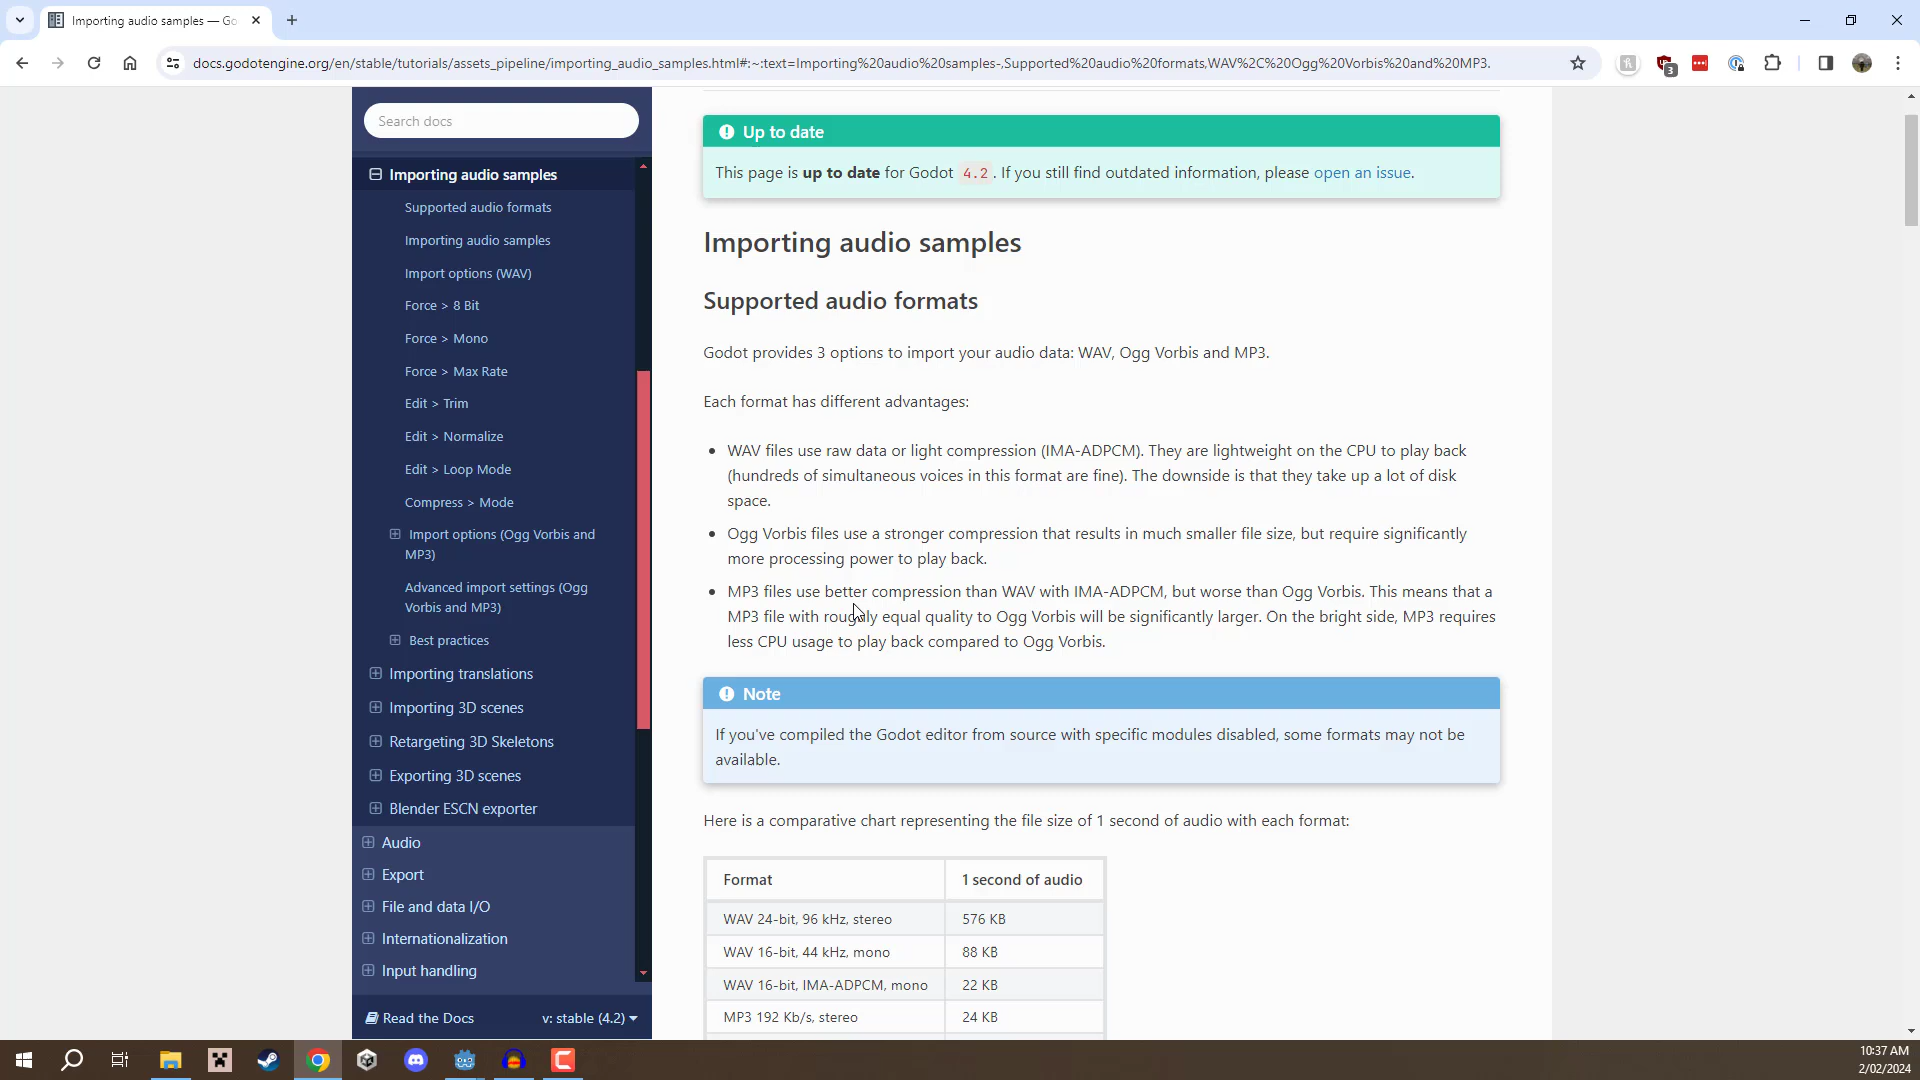 Importing audio samples — Go
docs.godotengine.org/en/stable/tutorials/assets_pipeline/importing_audio_samples.html#:~:text=Importing%20audio%20samples-,Supported%20audio%20formats,WAV%2C%20Ogg%20Vorbis%20and%20MP3.
3
Search docs
Importing audio samples
Supported audio formats
Importing audio samples
Import options (WAV)
Force > 8 Bit
Force > Mono
Force > Max Rate
Edit > Trim
Edit > Normalize
Edit > Loop Mode
Compress > Mode
Import options (Ogg Vorbis and
MP3)
Advanced import settings (Ogg
Vorbis and MP3)
Best practices
Importing translations
Importing 3D scenes
Retargeting 3D Skeletons
Exporting 3D scenes
Blender ESCN exporter
Audio
Export
File and data I/O
Internationalization
Input handling
Read the Docs
v: stable (4.2)
Up to date
This page is up to date for Godot 4.2. If you still find outdated information, please open an issue.
Importing audio samples
Supported audio formats
Godot provides 3 options to import your audio data: WAV, Ogg Vorbis and MP3.
Each format has different advantages:
WAV files use raw data or light compression (IMA-ADPCM). They are lightweight on the CPU to play back
(hundreds of simultaneous voices in this format are fine). The downside is that they take up a lot of disk
space.
Ogg Vorbis files use a stronger compression that results in much smaller file size, but require significantly
more processing power to play back.
MP3 files use better compression than WAV with IMA-ADPCM, but worse than Ogg Vorbis. This means that a
MP3 file with roughly equal quality to Ogg Vorbis will be significantly larger. On the bright side, MP3 requires
less CPU usage to play back compared to Ogg Vorbis.
Note
If you've compiled the Godot editor from source with specific modules disabled, some formats may not be
available.
Here is a comparative chart representing the file size of 1 second of audio with each format:
Format 1 second of audio
WAV 24-bit, 96 kHz, stereo 576 KB
WAV 16-bit, 44 kHz, mono 88 KB
WAV 16-bit, IMA-ADPCM, mono 22 KB
MP3 192 Kb/s, stereo 24 KB
10:37 AM
2/02/2024